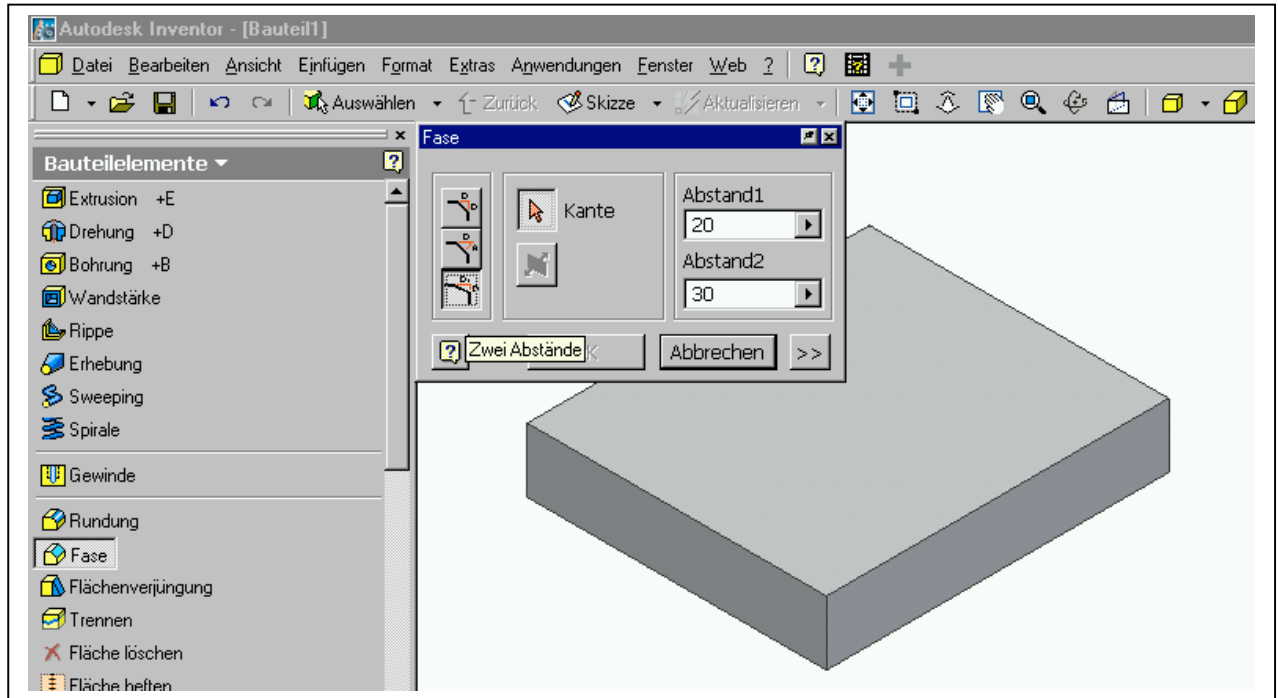 Autodesk Inventor - [Bauteil1]
Datei Bearbeiten Ansicht Einfügen Format Extras Anwendungen Fenster Web ?
Auswählen Zurück Skizze Aktualisieren
Bauteilelemente
Extrusion +E
Drehung +D
Bohrung +B
Wandstärke
Rippe
Erhebung
Sweeping
Spirale
Gewinde
Rundung
Fase
Flächenverjüngung
Trennen
Fläche löschen
Fläche heften
Fase
Kante
Abstand1
20
Abstand2
30
Zwei Abstände
Abbrechen >>